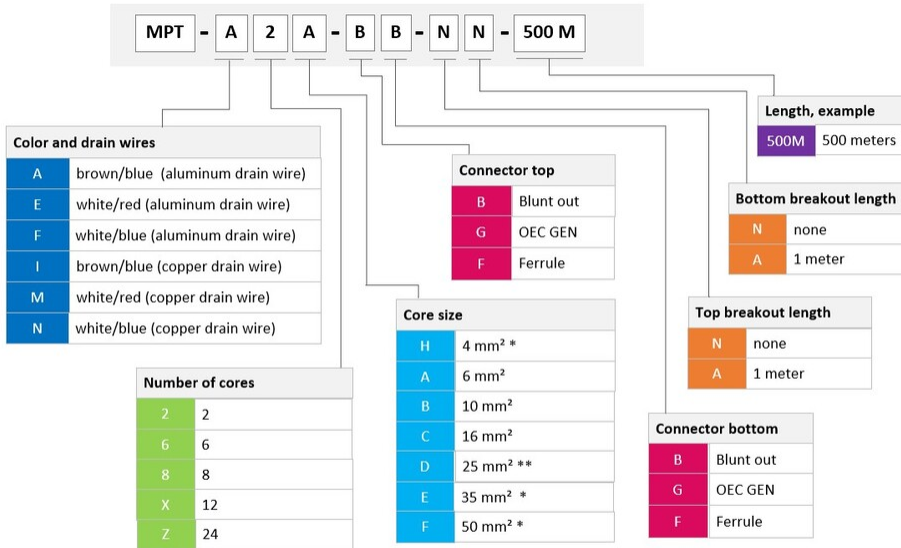 MPT - A 2 A - B B - N N - 500 M
Color and drain wires
A brown/blue (aluminum drain wire)
E white/red (aluminum drain wire)
F white/blue (aluminum drain wire)
I brown/blue (copper drain wire)
M white/red (copper drain wire)
N white/blue (copper drain wire)
Number of cores
2 2
6 6
8 8
X 12
Z 24
Connector top
B Blunt out
G OEC GEN
F Ferrule
Core size
H 4 mm² *
A 6 mm²
B 10 mm²
C 16 mm²
D 25 mm² **
E 35 mm² *
F 50 mm² *
Length, example
500M 500 meters
Bottom breakout length
N none
A 1 meter
Top breakout length
N none
A 1 meter
Connector bottom
B Blunt out
G OEC GEN
F Ferrule